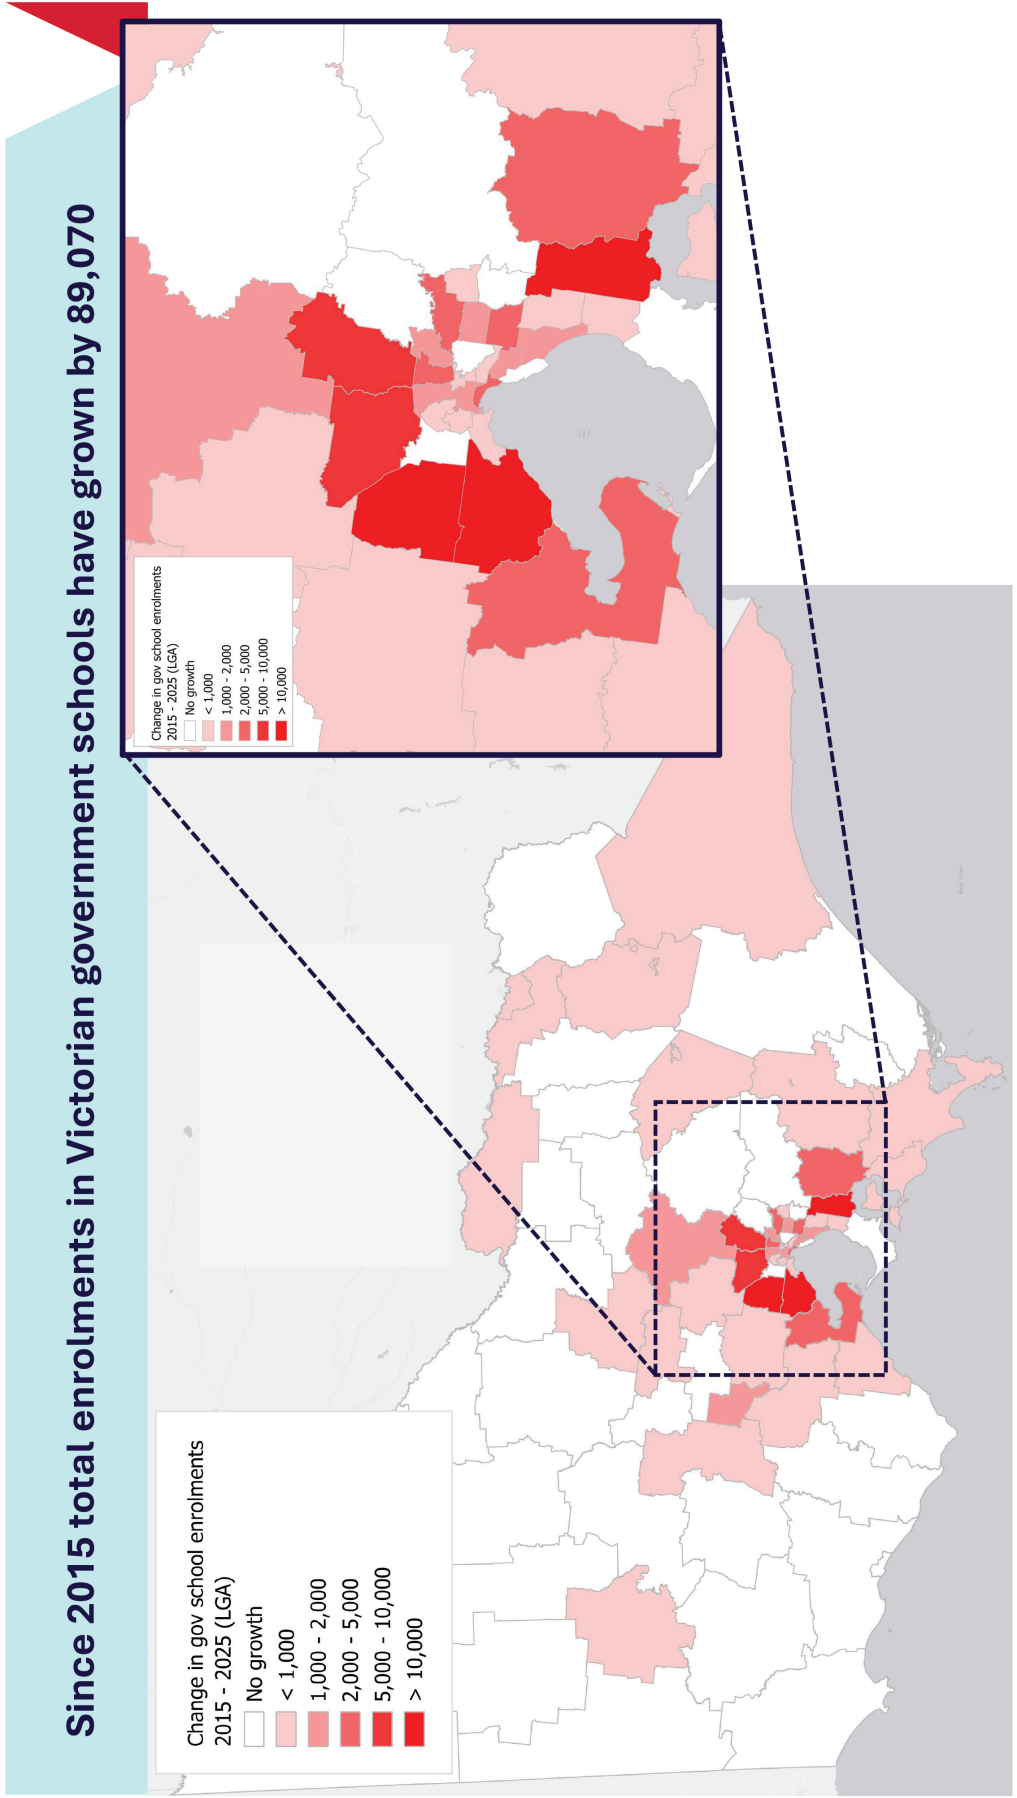 Since 2015 total enrolments in Victorian government schools have grown by 89,070
Change in gov school enrolments
2015 - 2025 (LGA)
No growth
< 1,000
1,000 - 2,000
2,000 - 5,000
5,000 - 10,000
> 10,000
Change in gov school enrolments
2015 - 2025 (LGA)
No growth
< 1,000
1,000 - 2,000
2,000 - 5,000
5,000 - 10,000
> 10,000